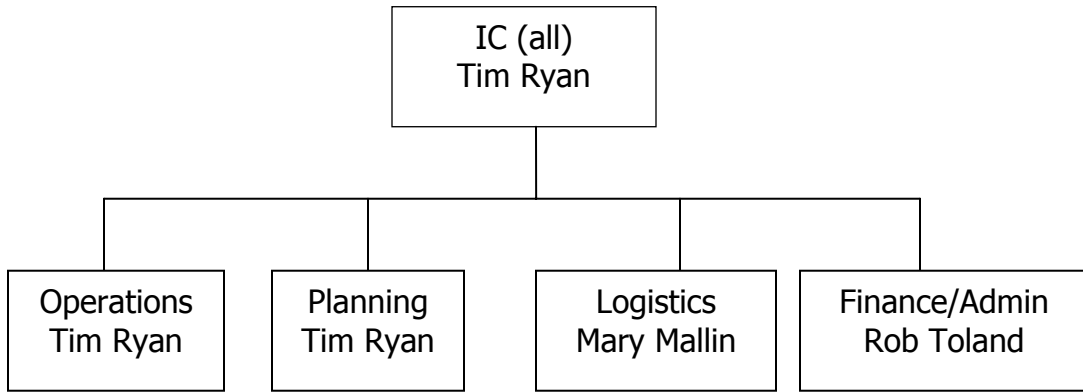 IC (all)
Tim Ryan
Operations
Tim Ryan
Planning
Tim Ryan
Logistics
Mary Mallin
Finance/Admin
Rob Toland